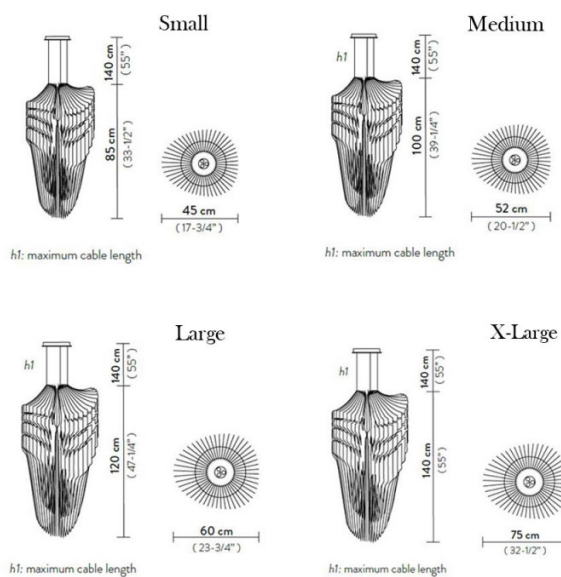 Small
140 cm
( 55" )
85 cm
( 33-1/2" )
45 cm
( 17-3/4" )
h1: maximum cable length
Medium
h1
140 cm
( 55" )
100 cm
( 39-1/4" )
52 cm
( 20-1/2" )
h1: maximum cable length
Large
h1
140 cm
( 55" )
120 cm
( 47-1/4" )
60 cm
( 23-3/4" )
h1: maximum cable length
X-Large
h1
140 cm
( 55" )
140 cm
( 55" )
75 cm
( 32-1/2" )
h1: maximum cable length